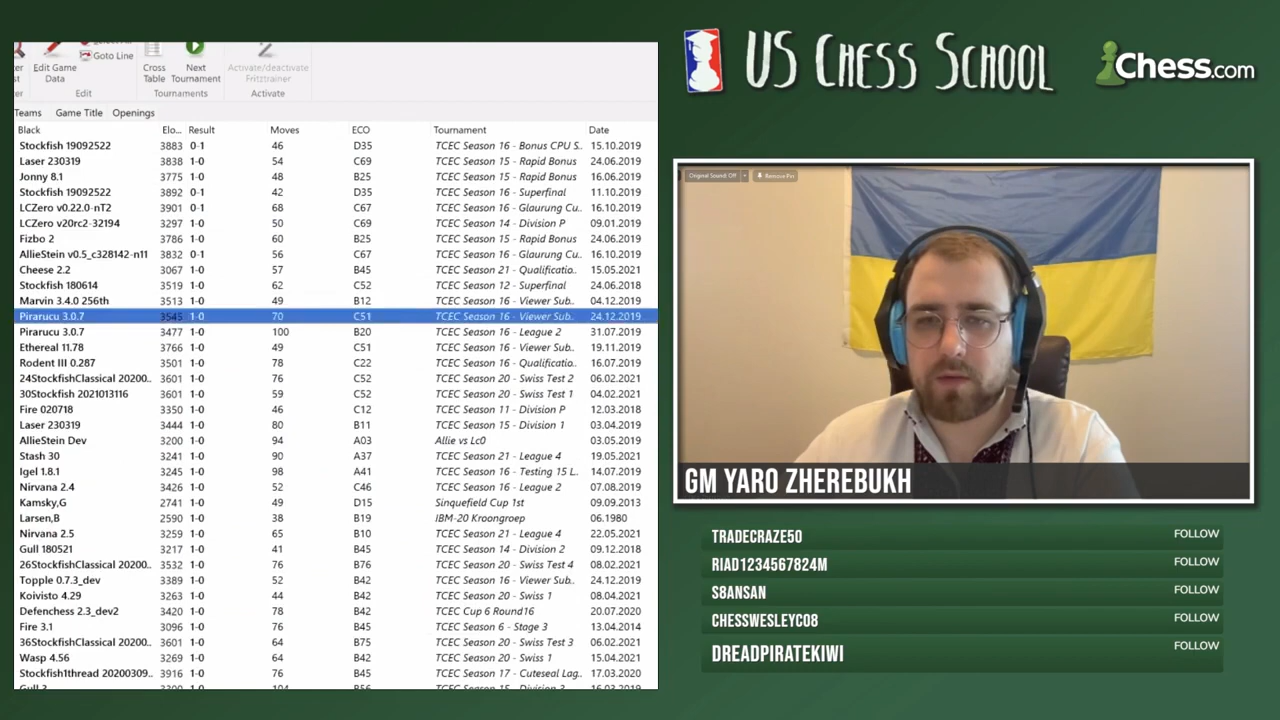 Edit Game
Data
Goto Line
Edit
Cross
Table
Next
Tournament
Tournaments
Activate/deactivate
Fritztrainer
Activate
Teams Game Title Openings
Black Elo... Result Moves ECO Tournament Date
Stockfish 19092522 3883 0-1 46 D35 TCEC Season 16 - Bonus CPU S.. 15.10.2019
Laser 230319 3838 1-0 54 C69 TCEC Season 15 - Rapid Bonus 24.06.2019
Jonny 8.1 3775 1-0 48 B25 TCEC Season 15 - Rapid Bonus 16.06.2019
Stockfish 19092522 3892 0-1 42 D35 TCEC Season 16 - Superfinal 11.10.2019
LCZero v0.22.0-nT2 3901 0-1 68 C67 TCEC Season 16 - Glaurung Cu.. 16.10.2019
LCZero v20rc2-32194 3297 1-0 50 C69 TCEC Season 14 - Division P 09.01.2019
Fizbo 2 3786 1-0 60 B25 TCEC Season 15 - Rapid Bonus 24.06.2019
AllieStein v0.5_c328142-n11 3832 0-1 56 C67 TCEC Season 16 - Glaurung Cu.. 16.10.2019
Cheese 2.2 3067 1-0 57 B45 TCEC Season 21 - Qualificatio.. 15.05.2021
Stockfish 180614 3519 1-0 62 C52 TCEC Season 12 - Superfinal 24.06.2018
Marvin 3.4.0 256th 3513 1-0 49 B12 TCEC Season 16 - Viewer Sub.. 04.12.2019
Pirarucu 3.0.7 3545 1-0 70 C51 TCEC Season 16 - Viewer Sub.. 24.12.2019
Pirarucu 3.0.7 3477 1-0 100 B20 TCEC Season 16 - League 2 31.07.2019
Ethereal 11.78 3766 1-0 49 C51 TCEC Season 16 - Viewer Sub.. 19.11.2019
Rodent III 0.287 3501 1-0 78 C22 TCEC Season 16 - Qualificatio.. 16.07.2019
24StockfishClassical 20200.. 3601 1-0 76 C52 TCEC Season 20 - Swiss Test 2 06.02.2021
30Stockfish 2021013116 3601 1-0 59 C52 TCEC Season 20 - Swiss Test 1 04.02.2021
Fire 020718 3350 1-0 46 C12 TCEC Season 11 - Division P 12.03.2018
Laser 230319 3444 1-0 80 B11 TCEC Season 15 - Division 1 03.04.2019
AllieStein Dev 3200 1-0 94 A03 Allie vs Lc0 03.05.2019
Stash 30 3241 1-0 90 A37 TCEC Season 21 - League 4 19.05.2021
Igel 1.8.1 3245 1-0 98 A41 TCEC Season 16 - Testing 15 L.. 14.07.2019
Nirvana 2.4 3426 1-0 52 C46 TCEC Season 16 - League 2 07.08.2019
Kamsky,G 2741 1-0 49 D15 Sinquefield Cup 1st 09.09.2013
Larsen,B 2590 1-0 38 B19 IBM-20 Kroongroep 06.1980
Nirvana 2.5 3259 1-0 65 B10 TCEC Season 21 - League 4 22.05.2021
Gull 180521 3217 1-0 41 B45 TCEC Season 14 - Division 2 09.12.2018
26StockfishClassical 20200.. 3532 1-0 76 B76 TCEC Season 20 - Swiss Test 4 08.02.2021
Topple 0.7.3_dev 3389 1-0 52 B42 TCEC Season 16 - Viewer Sub.. 24.12.2019
Koivisto 4.29 3263 1-0 44 B42 TCEC Season 20 - Swiss 1 08.04.2021
Defenchess 2.3_dev2 3420 1-0 78 B42 TCEC Cup 6 Round16 20.07.2020
Fire 3.1 3096 1-0 76 B45 TCEC Season 6 - Stage 3 13.04.2014
36StockfishClassical 20200.. 3601 1-0 64 B75 TCEC Season 20 - Swiss Test 3 06.02.2021
Wasp 4.56 3269 1-0 64 B42 TCEC Season 20 - Swiss 1 15.04.2021
Stockfish1thread 20200309.. 3916 1-0 76 B45 TCEC Season 17 - Cuteseal Lag.. 17.03.2020
US CHESS SCHOOL
Chess.com
Original Sound: Off
Remove Pin
GM YARO ZHEREBUKH
TRADECRAZE50 FOLLOW
RIAD1234567824M FOLLOW
S8ANSAN FOLLOW
CHESSWESLEYC08 FOLLOW
DREADPIRATEKIWI FOLLOW